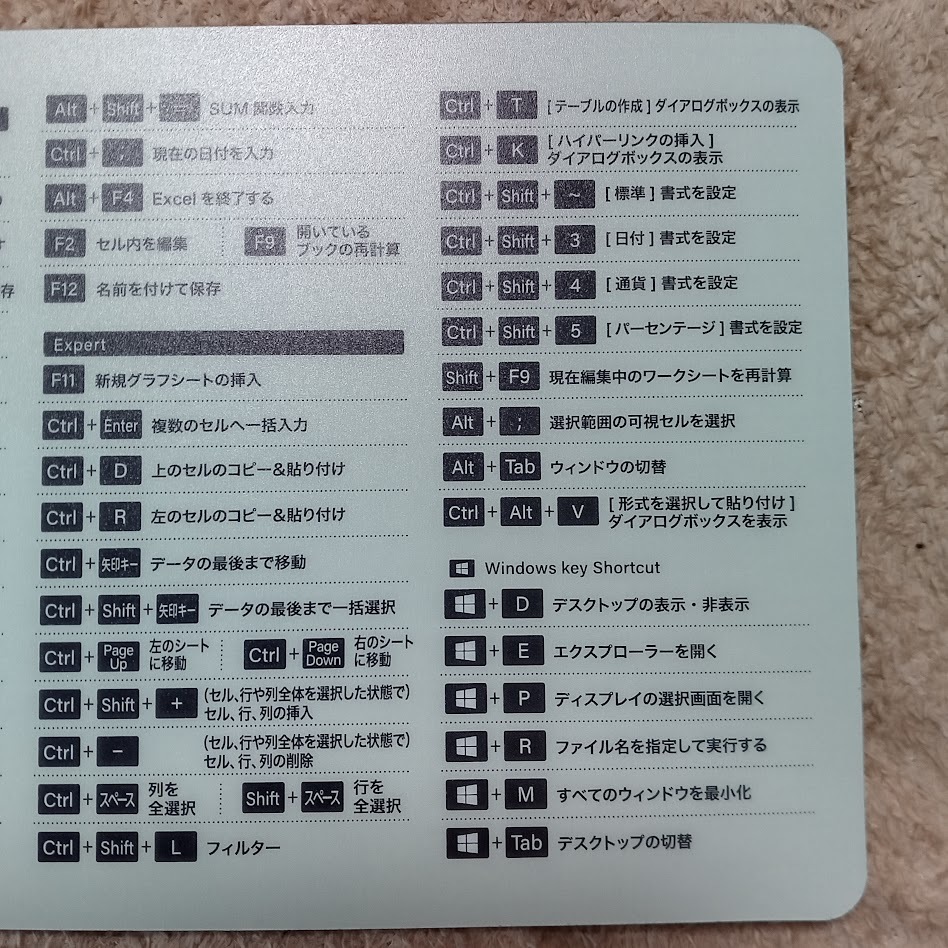 Alt + Shift + = SUM 関数入力
Ctrl + ; 現在の日付を入力
Alt + F4 Excel を終了する
F2 セル内を編集 F9 開いている
ブックの再計算
存 F12 名前を付けて保存
Expert
F11 新規グラフシートの挿入
Ctrl + Enter 複数のセルへ一括入力
Ctrl + D 上のセルのコピー&貼り付け
Ctrl + R 左のセルのコピー&貼り付け
Ctrl + 矢印キー データの最後まで移動
Ctrl + Shift + 矢印キー データの最後まで一括選択
Ctrl + Page Up 左のシート
に移動
Ctrl + Page Down 右のシート
に移動
Ctrl + Shift + + (セル、行や列全体を選択した状態で)
セル、行、列の挿入
Ctrl + − (セル、行や列全体を選択した状態で)
セル、行、列の削除
Ctrl + スペース 列を
全選択
Shift + スペース 行を
全選択
Ctrl + Shift + L フィルター
Ctrl + T [ テーブルの作成 ] ダイアログボックスの表示
Ctrl + K [ ハイパーリンクの挿入 ]
ダイアログボックスの表示
Ctrl + Shift + ~ [ 標準 ] 書式を設定
Ctrl + Shift + 3 [ 日付 ] 書式を設定
Ctrl + Shift + 4 [ 通貨 ] 書式を設定
Ctrl + Shift + 5 [ パーセンテージ ] 書式を設定
Shift + F9 現在編集中のワークシートを再計算
Alt + ; 選択範囲の可視セルを選択
Alt + Tab ウィンドウの切替
Ctrl + Alt + V [ 形式を選択して貼り付け ]
ダイアログボックスを表示
Windows key Shortcut
+ D デスクトップの表示・非表示
+ E エクスプローラーを開く
+ P ディスプレイの選択画面を開く
+ R ファイル名を指定して実行する
+ M すべてのウィンドウを最小化
+ Tab デスクトップの切替